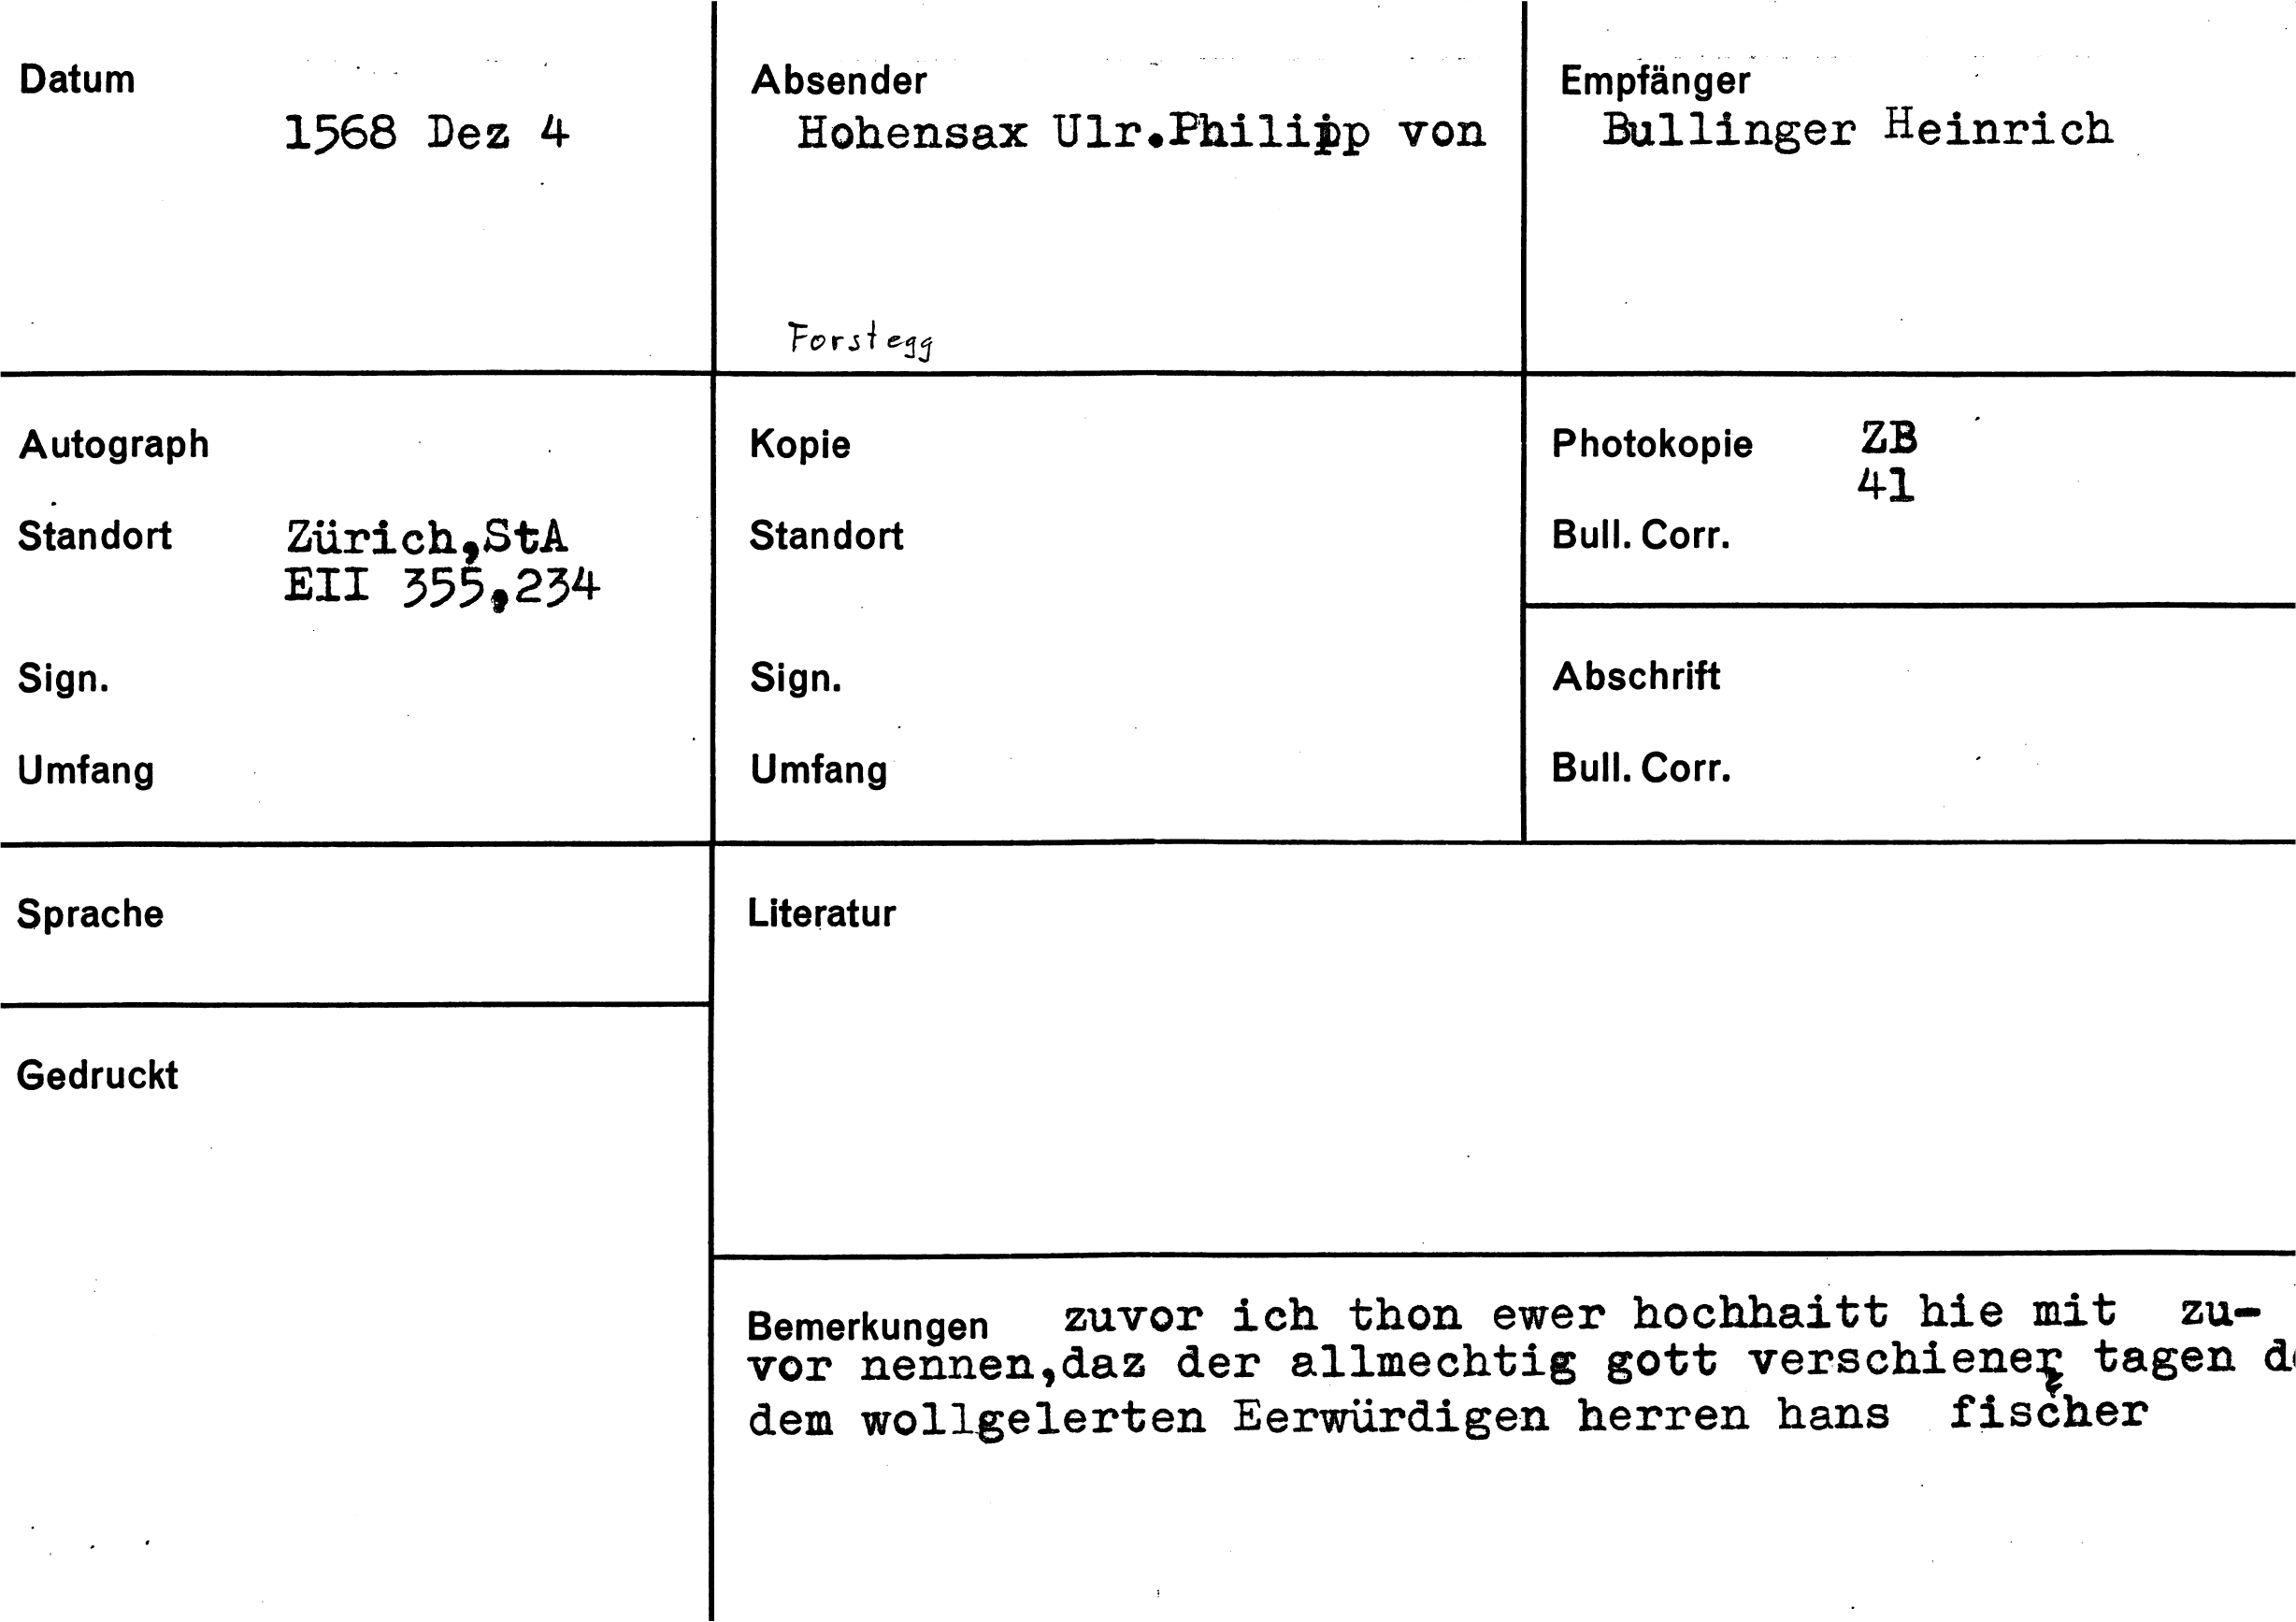 Datum
1568 Dez 4
Absender
Hohensax Ulr.Philipp von
Forstegg
Empfänger
Bullinger Heinrich
Autograph
Standort Zürich,StA
EII 355,234
Sign.
Umfang
Kopie
Standort
Sign.
Umfang
Photokopie ZB
41
Bull. Corr.
Abschrift
Bull. Corr.
Sprache
Literatur
Gedruckt
Bemerkungen zuvor ich thon ewer hochhaitt hie mit zu-
vor nennen,daz der allmechtig gott verschiener tagen
dem wollgelerten Eerwürdigen herren hans fischer